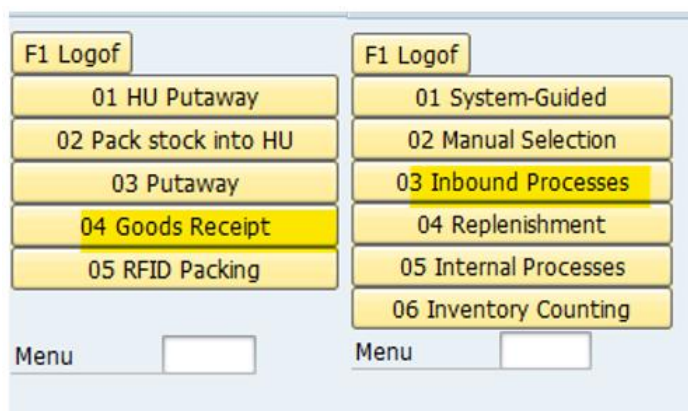 F1 Logof
01 HU Putaway
02 Pack stock into HU
03 Putaway
04 Goods Receipt
05 RFID Packing
Menu
F1 Logof
01 System-Guided
02 Manual Selection
03 Inbound Processes
04 Replenishment
05 Internal Processes
06 Inventory Counting
Menu